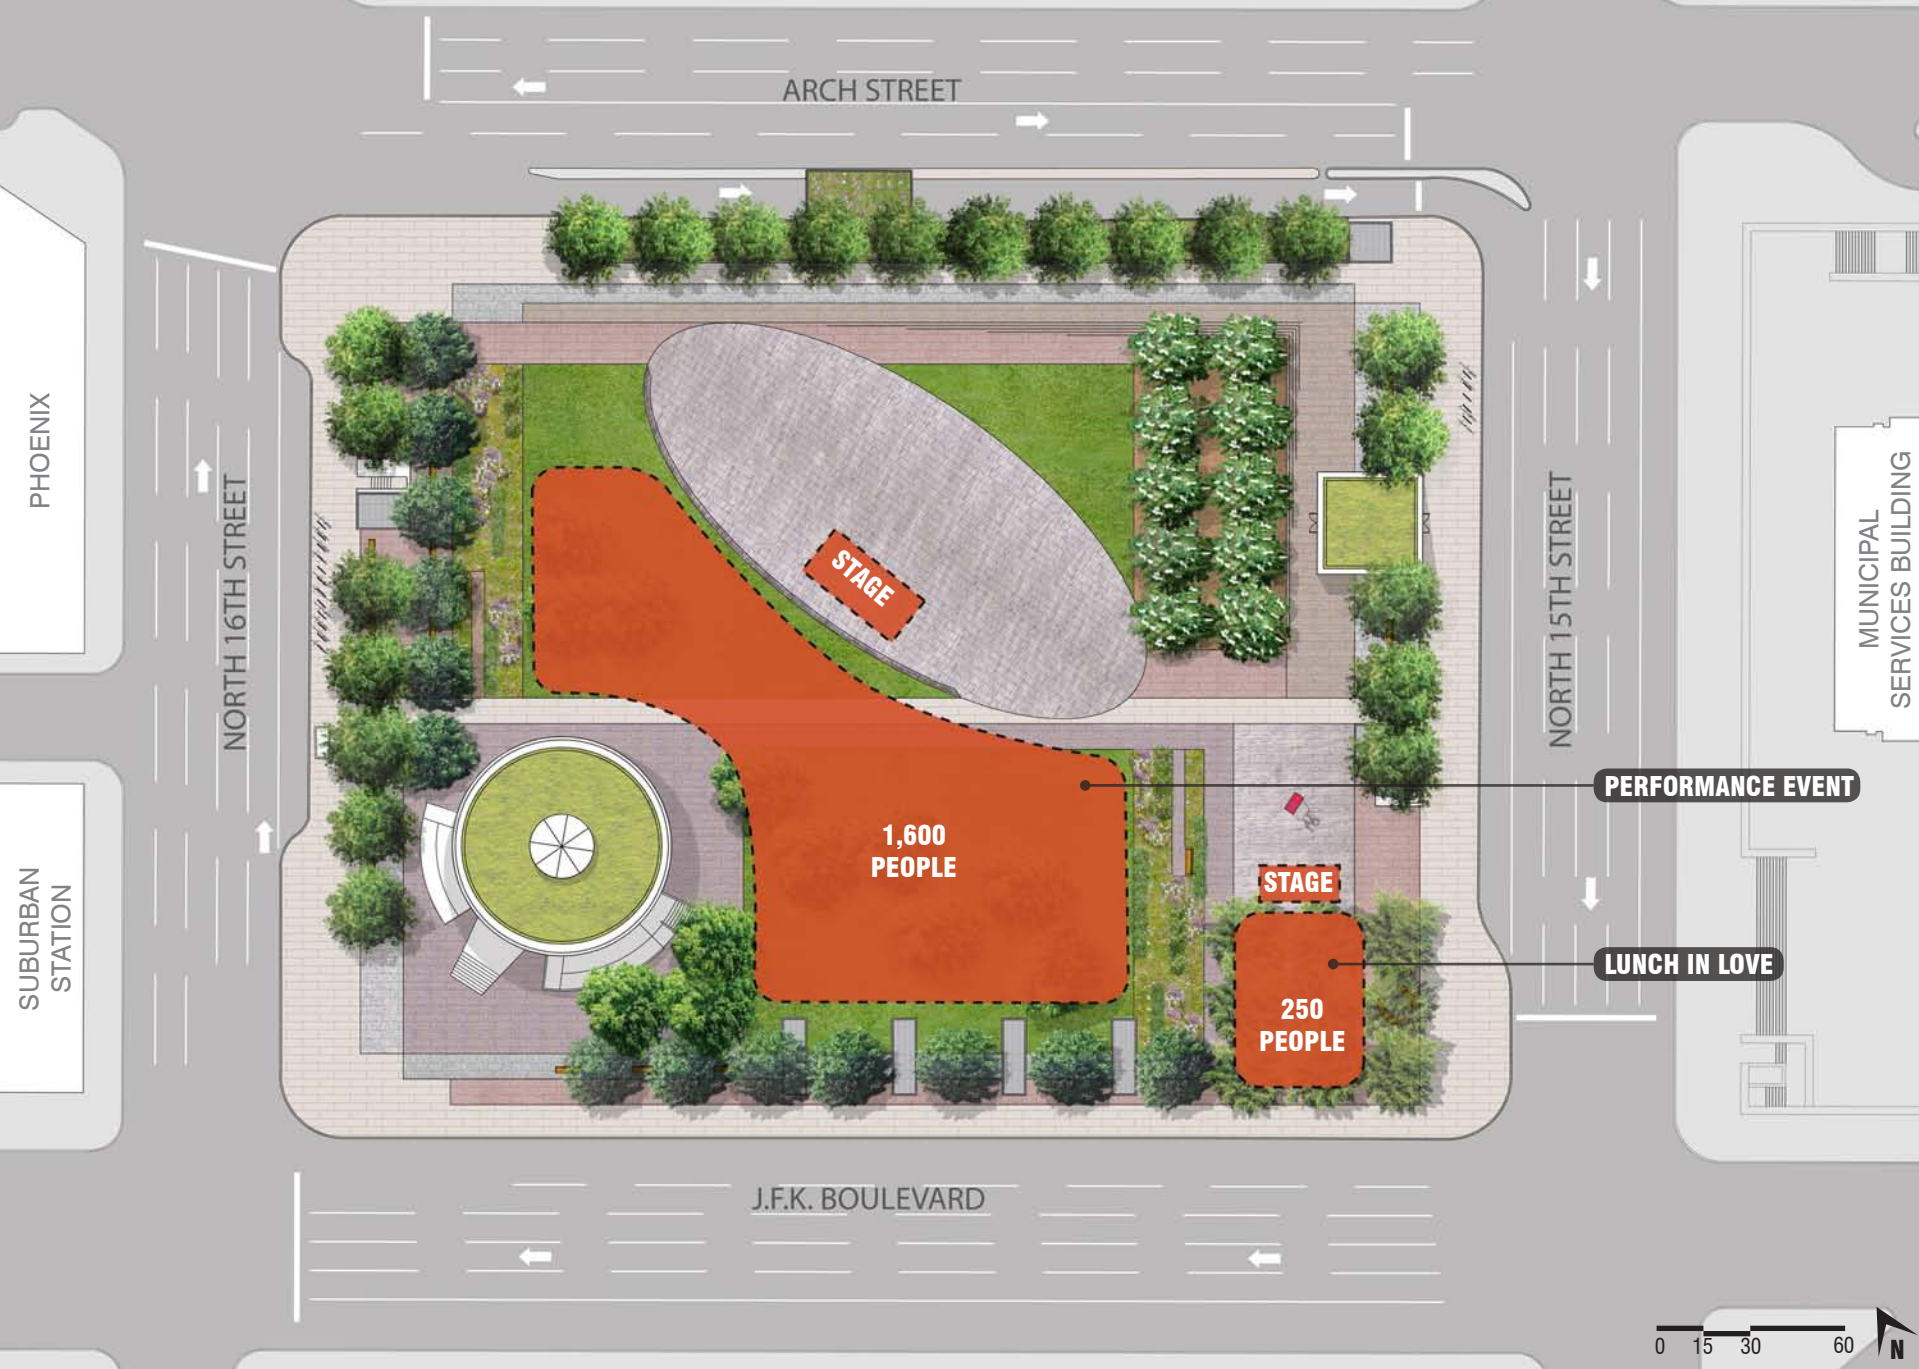 ARCH STREET
PHOENIX
NORTH 16TH STREET
SUBURBAN
STATION
STAGE
1,600
PEOPLE
STAGE
250
PEOPLE
NORTH 15TH STREET
MUNICIPAL
SERVICES BUILDING
PERFORMANCE EVENT
LUNCH IN LOVE
J.F.K. BOULEVARD
0 15 30 60
N